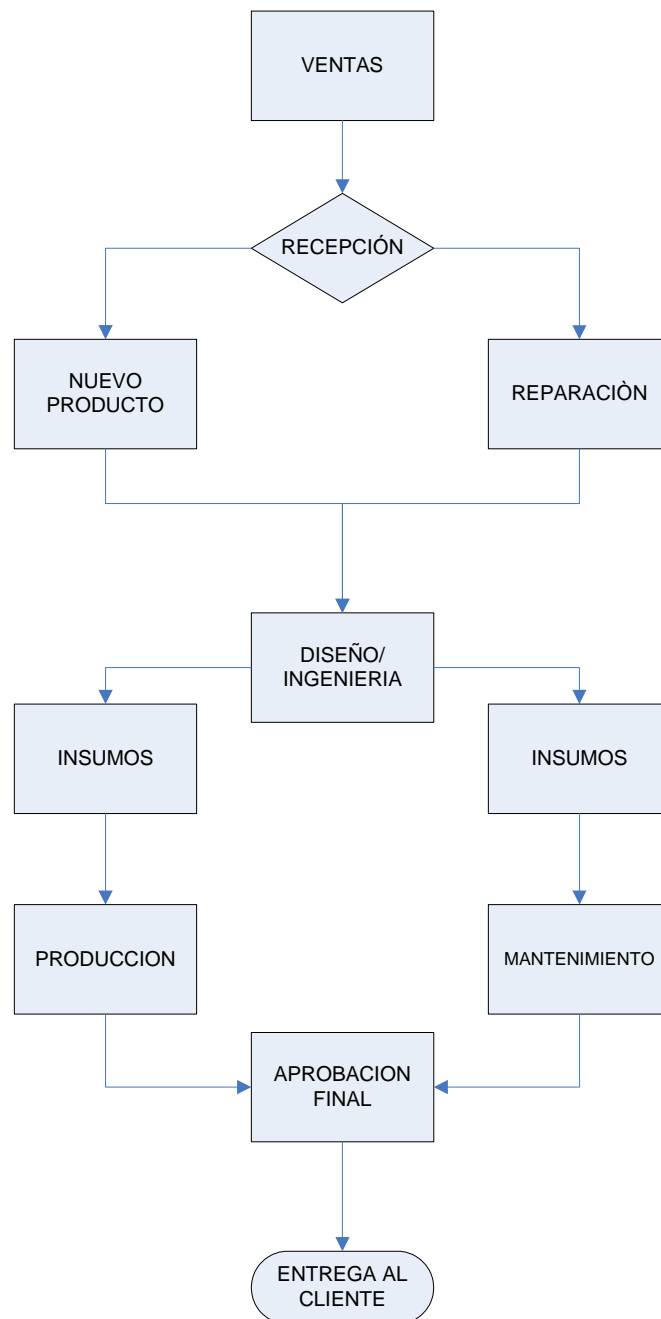 VENTAS
RECEPCIÓN
NUEVO
PRODUCTO
REPARACIÒN
DISEÑO/
INGENIERIA
INSUMOS
INSUMOS
PRODUCCION
MANTENIMIENTO
APROBACION
FINAL
ENTREGA AL
CLIENTE